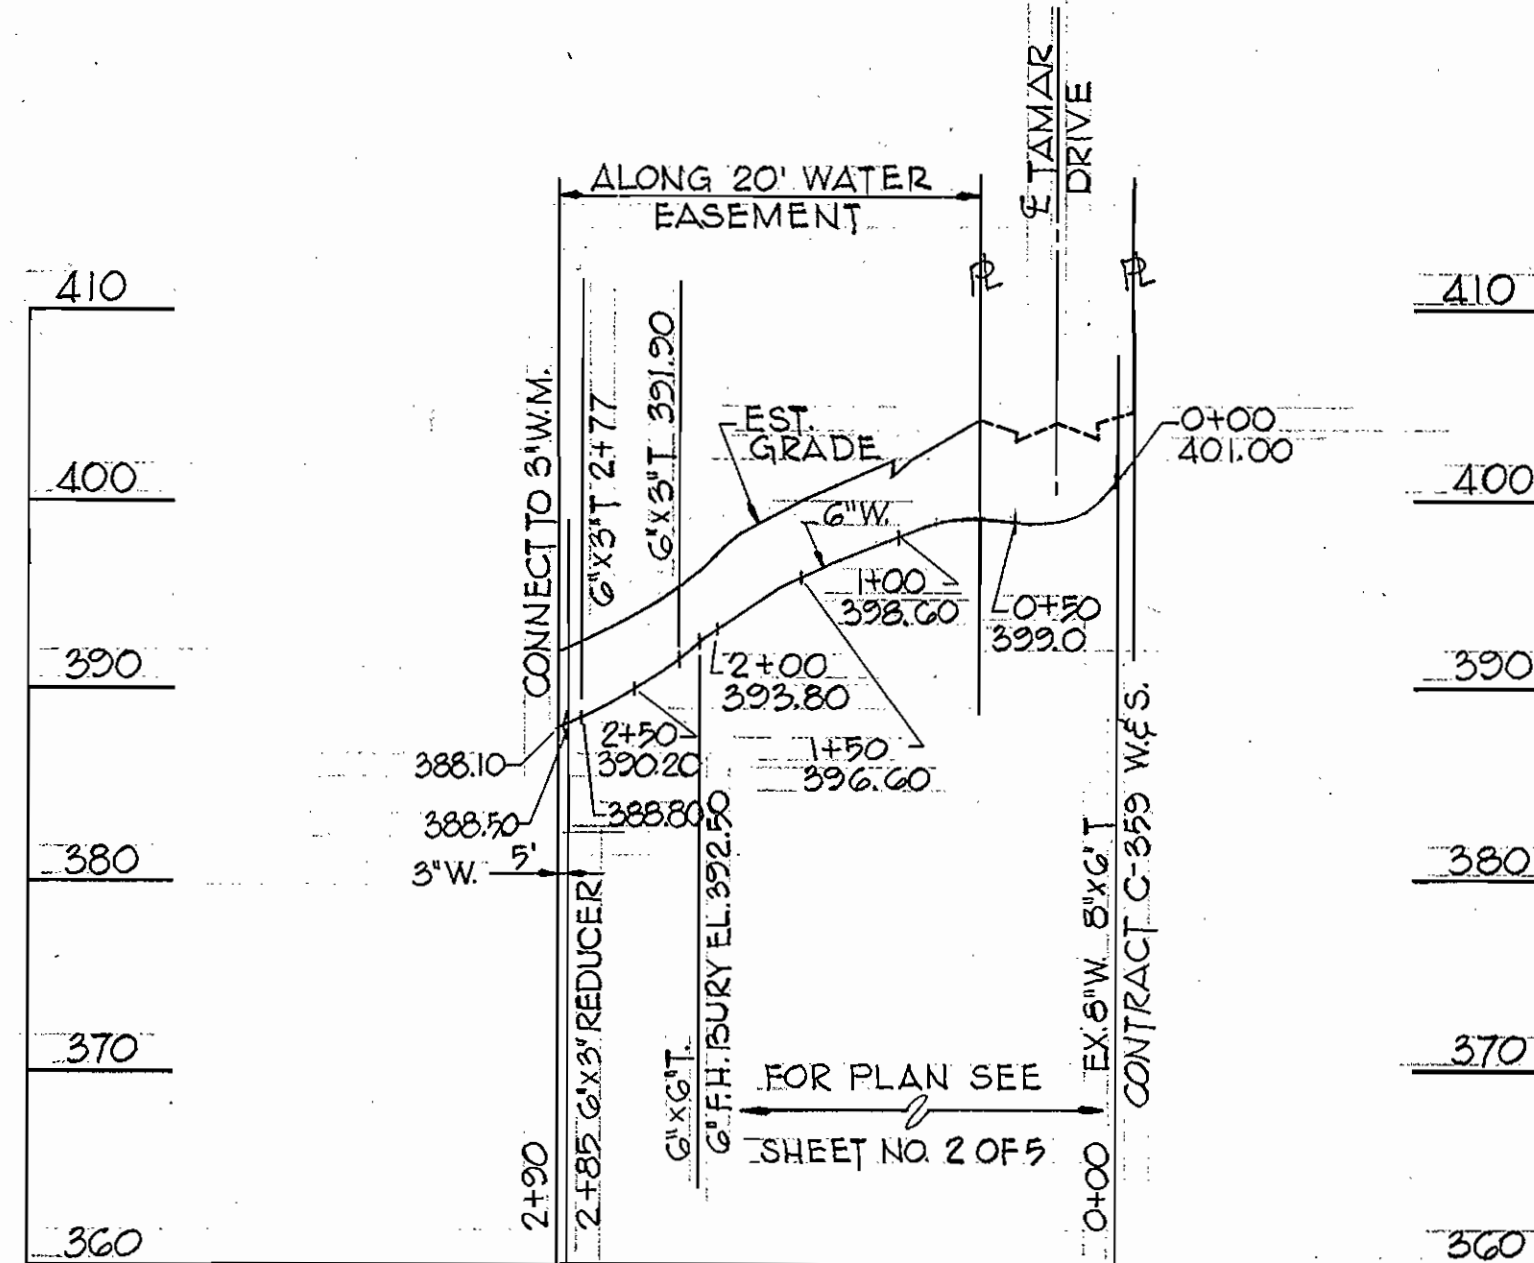 ℄ TAMAR
DRIVE
ALONG 20' WATER
EASEMENT
℄
℄
410
410
CONNECT TO 3"W.M.
6"X3"T 2+77
6"X3"T 391.90
EST.
GRADE
0+00
401.00
400
400
6"W.
1+00
398.60
0+50
399.0
390
390
2+00
393.80
2+50
390.20
1+50
396.60
388.10
388.50
388.80
3"W.
5'
380
380
2+90
2+85 6"X3" REDUCER
6"X6"T.
6" F.H. BURY EL. 392.50
0+00 EX.8"W. 8"X6"T
CONTRACT C-359 W.&S.
370
370
FOR PLAN SEE
SHEET NO. 2 OF 5
360
360